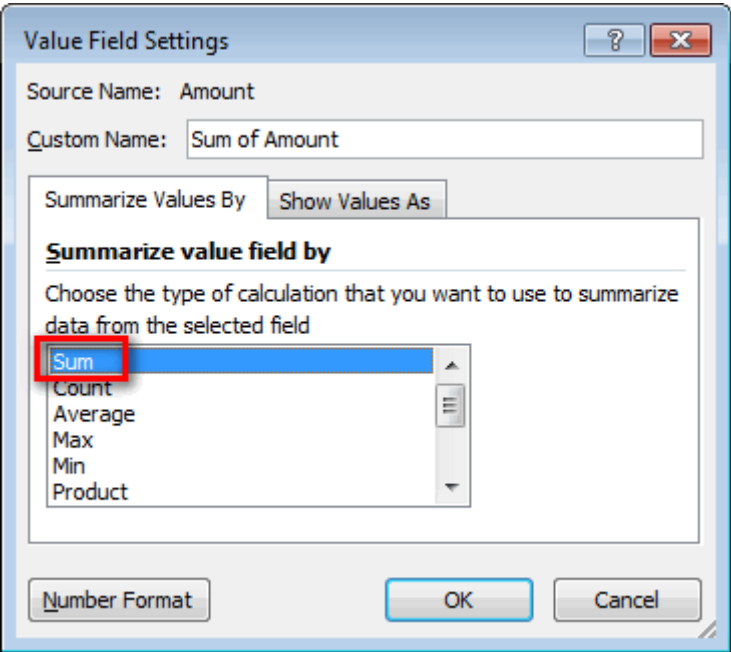 Value Field Settings
Source Name: Amount
Custom Name: Sum of Amount
Summarize Values By Show Values As
Summarize value field by
Choose the type of calculation that you want to use to summarize
data from the selected field
Sum
Count
Average
Max
Min
Product
Number Format OK Cancel